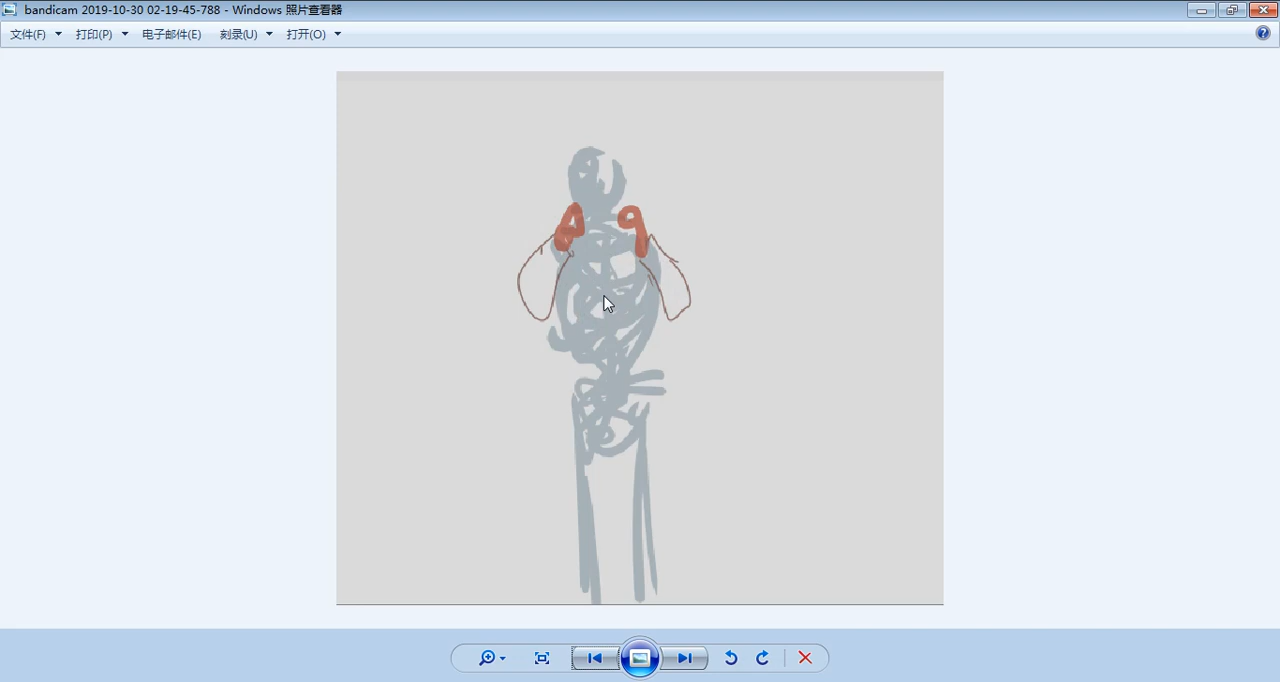 bandicam 2019-10-30 02-19-45-788 - Windows 照片查看器
文件(F) 打印(P) 电子邮件(E) 刻录(U) 打开(O)